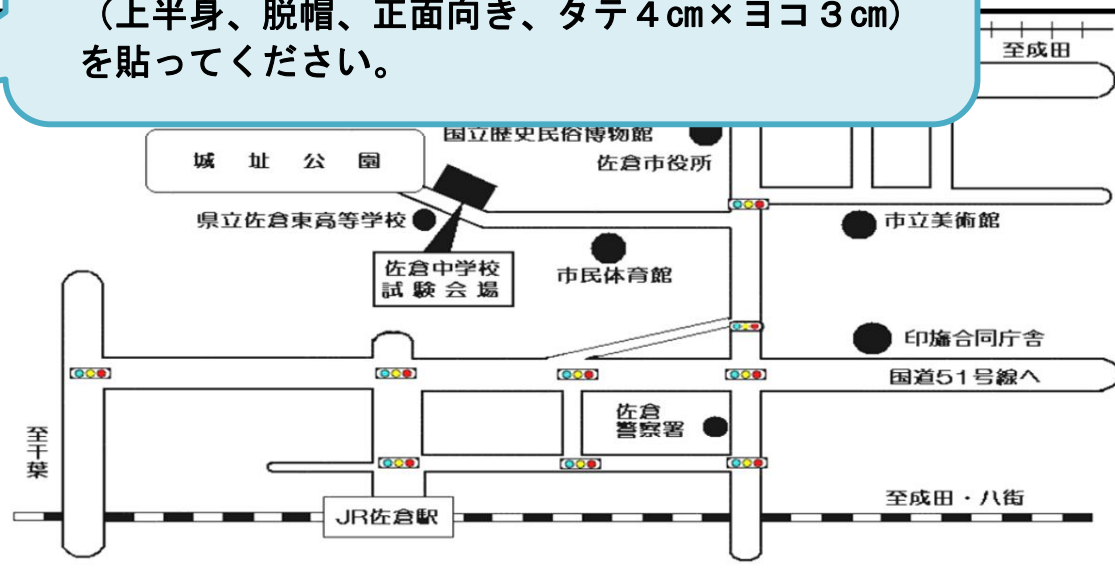 （上半身、脱帽、正面向き、タテ４㎝×ヨコ３㎝）
を貼ってください。
至成田
国立歴史民俗博物館
城址公園
佐倉市役所
県立佐倉東高等学校
市立美術館
佐倉中学校
試験会場
市民体育館
印旛合同庁舎
国道51号線へ
佐倉
警察署
至千葉
至成田・八街
JR佐倉駅